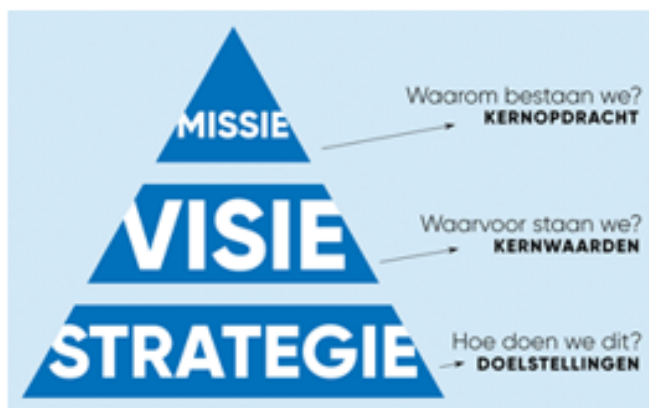 MISSIE
Waarom bestaan we?
KERNOPDRACHT
VISIE
Waarvoor staan we?
KERNWAARDEN
STRATEGIE
Hoe doen we dit?
DOELSTELLINGEN